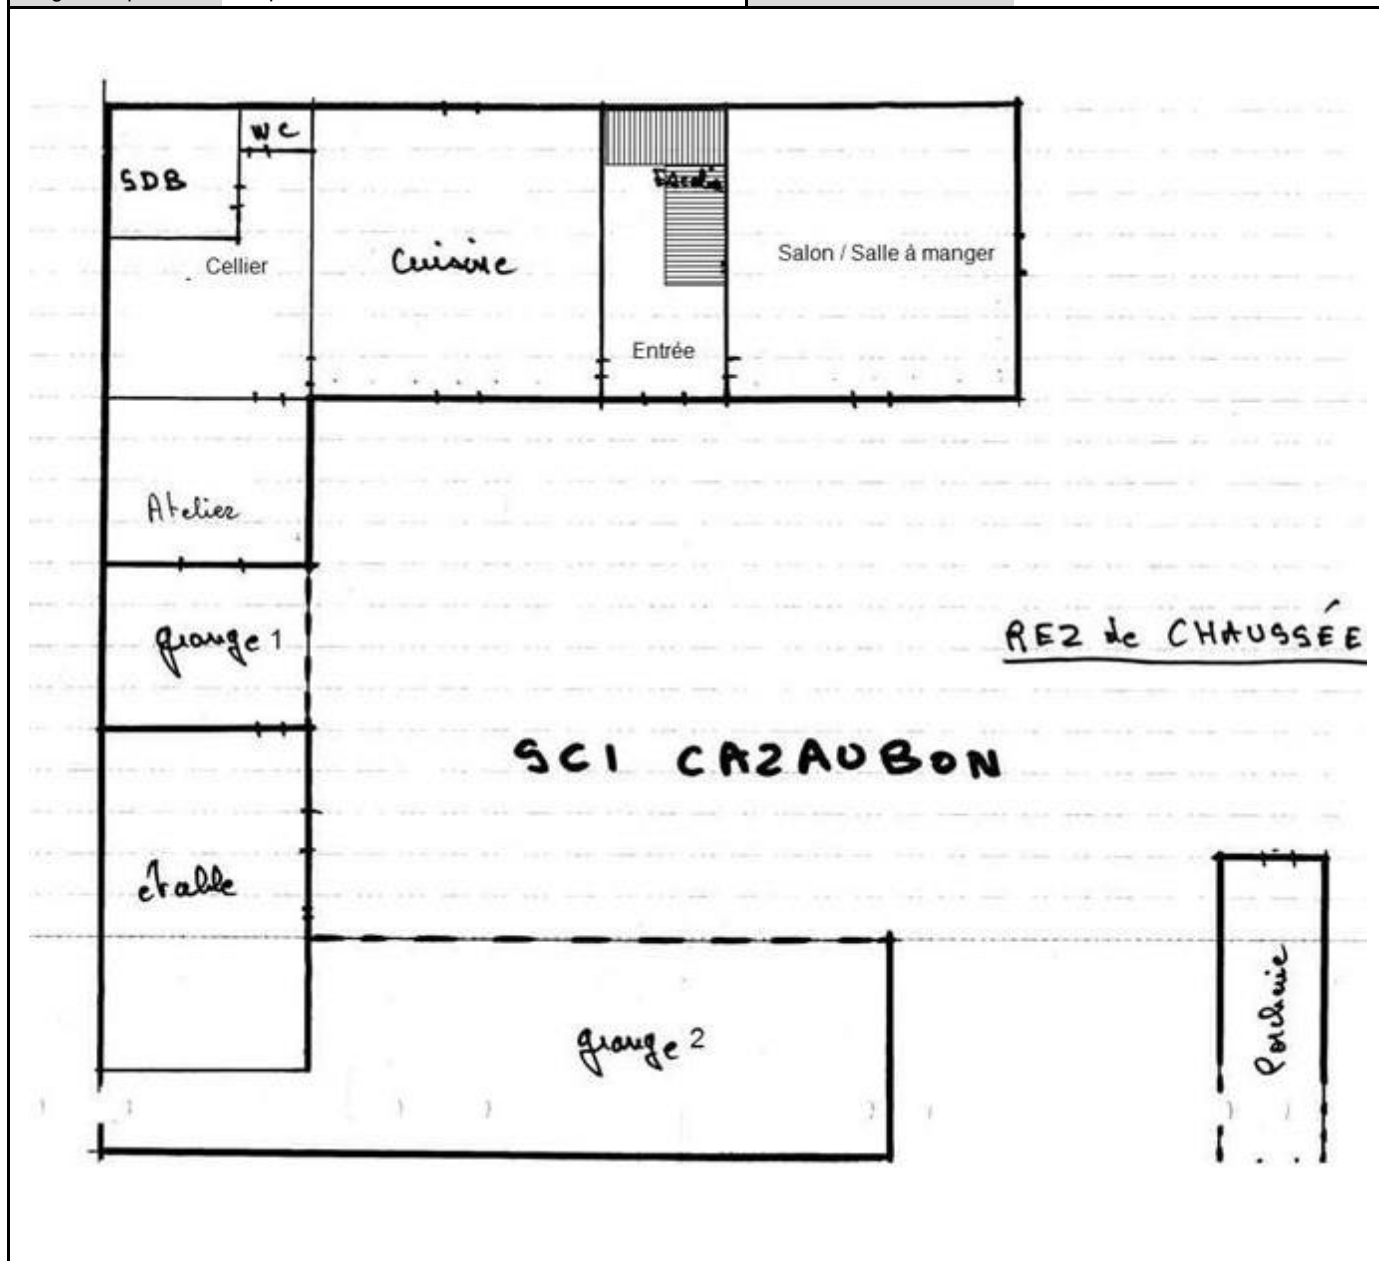 WC
SDB
Cellier
Cuisine
Escalier
Salon / Salle à manger
Entrée
Atelier
grange 1
REZ de CHAUSSÉE
SCI CAZAUBON
étable
grange 2
Porcherie